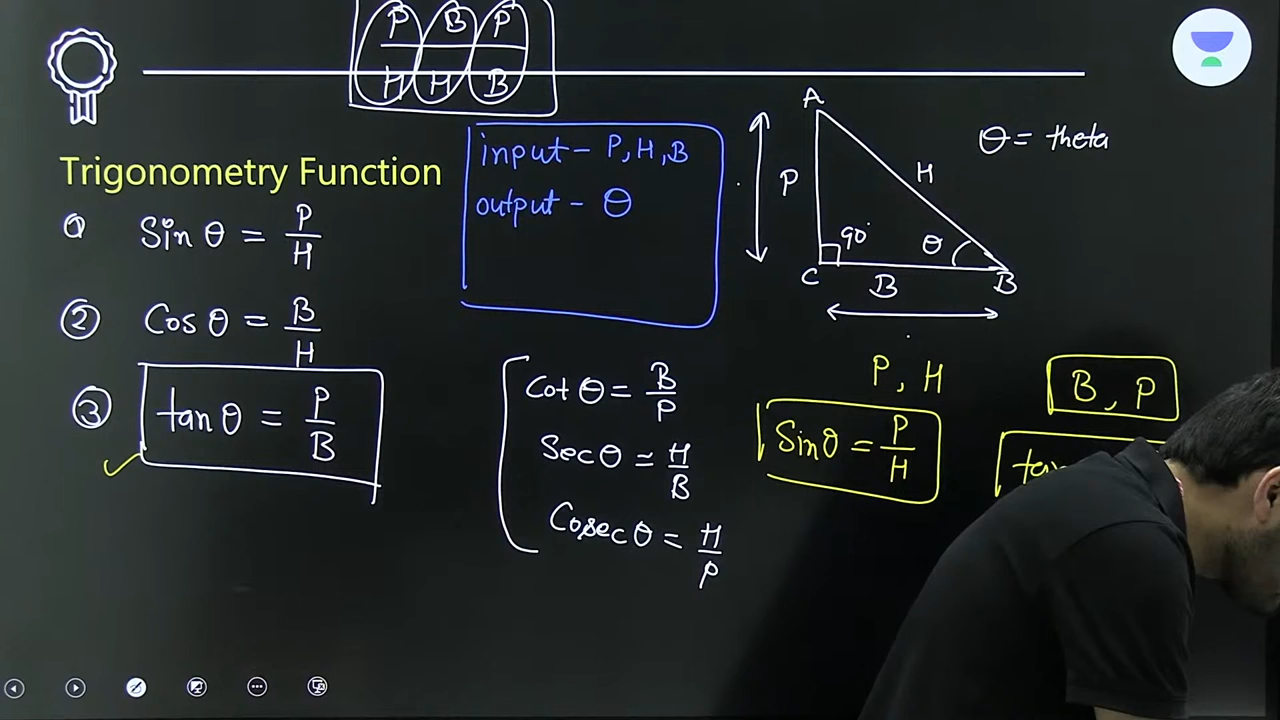 P B P
H H B
Trigonometry Function
① Sin θ = P/H
② Cos θ = B/H
③ tan θ = P/B
input - P, H, B
output - θ
Cot θ = B/P
Sec θ = H/B
Cosec θ = H/P
A
P
H
90°
θ
C
B
B
θ = theta
P, H
Sin θ = P/H
B, P